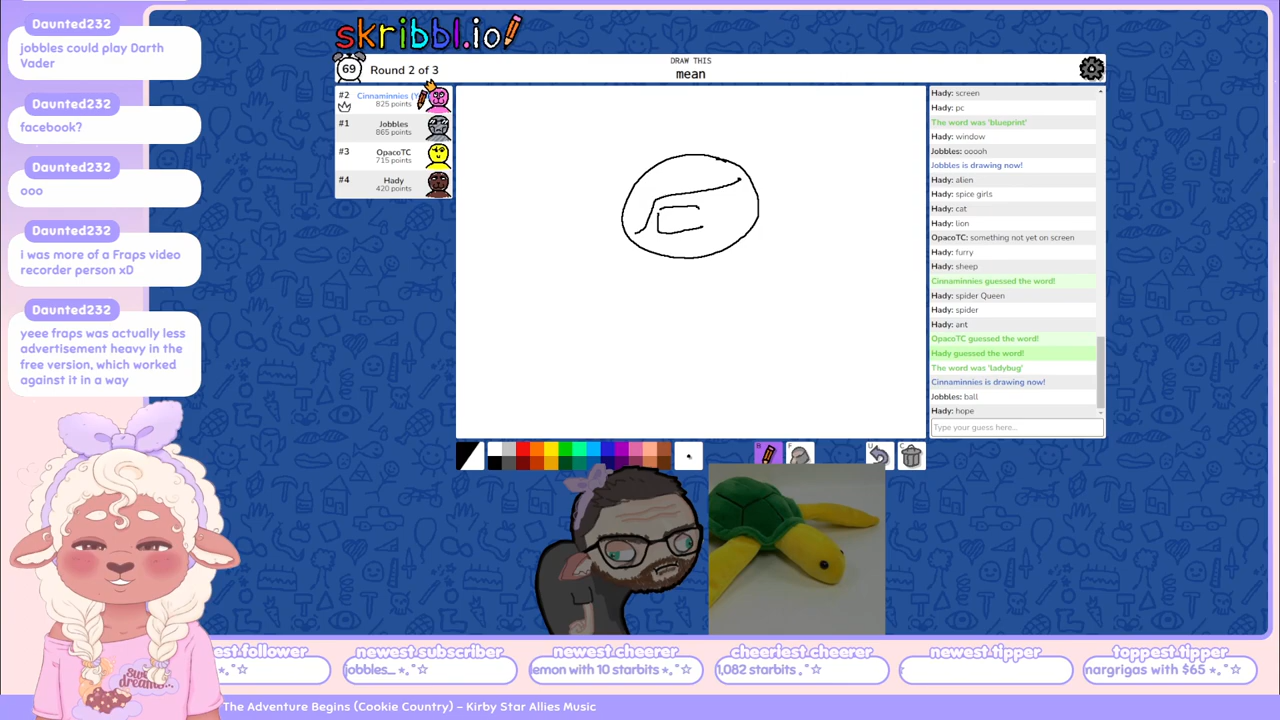 Daunted232
jobbles could play Darth
Vader
Daunted232
facebook?
Daunted232
ooo
Daunted232
i was more of a Fraps video
recorder person xD
Daunted232
yeee fraps was actually less
advertisement heavy in the
free version, which worked
against it in a way
skribbl.io
69
Round 2 of 3
DRAW THIS
mean
#2
Cinnaminnies (Y
825 points
#1
Jobbles
865 points
#3
OpacoTC
715 points
#4
Hady
420 points
Hady: screen
Hady: pc
The word was 'blueprint'
Hady: window
Jobbles: ooooh
Jobbles is drawing now!
Hady: alien
Hady: spice girls
Hady: cat
Hady: lion
OpacoTC: something not yet on screen
Hady: furry
Hady: sheep
Cinnaminnies guessed the word!
Hady: spider Queen
Hady: spider
Hady: ant
OpacoTC guessed the word!
Hady guessed the word!
The word was 'ladybug'
Cinnaminnies is drawing now!
Jobbles: ball
Hady: hope
Type your guess here...
B
F
U
C
sweet
dreams...
est follower
newest subscriber
jobbles_
newest cheerer
lemon with 10 starbits
cheeriest cheerer
1,082 starbits
newest tipper
toppest tipper
nargrigas with $65
The Adventure Begins (Cookie Country) – Kirby Star Allies Music